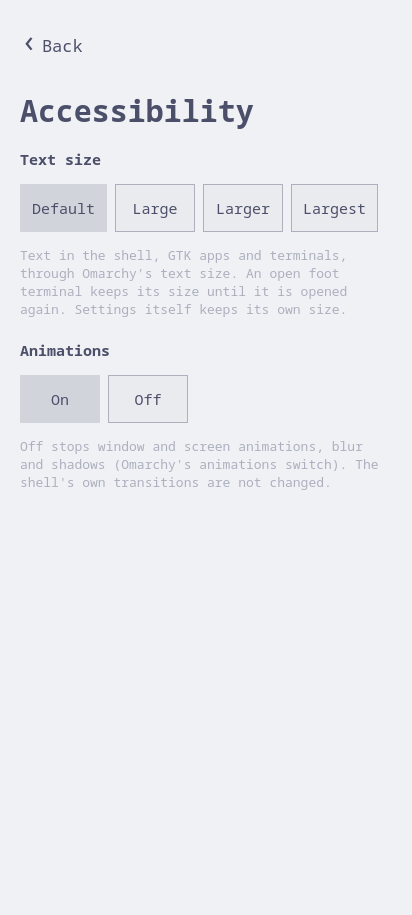 Back
Accessibility
Text size
Default Large Larger Largest
Text in the shell, GTK apps and terminals,
through Omarchy's text size. An open foot
terminal keeps its size until it is opened
again. Settings itself keeps its own size.
Animations
On Off
Off stops window and screen animations, blur
and shadows (Omarchy's animations switch). The
shell's own transitions are not changed.